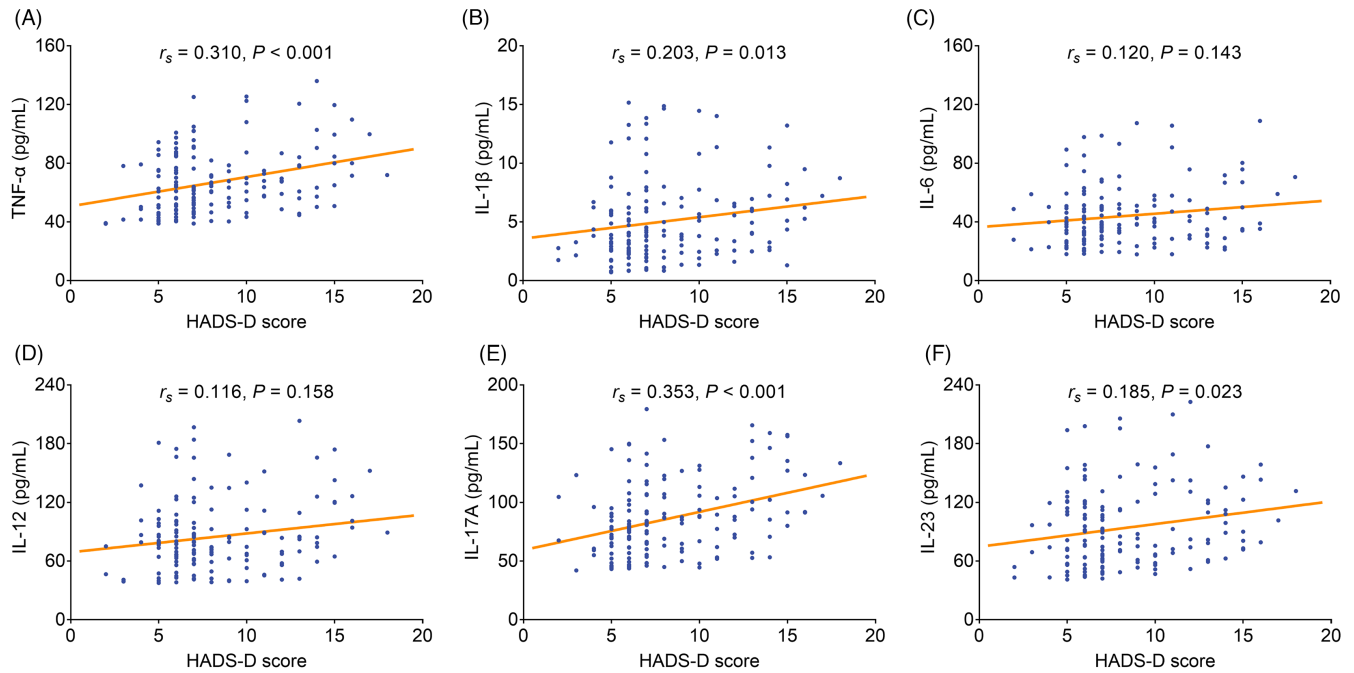 (A)
r_s = 0.310, P < 0.001
160
120
80
40
0
TNF-α (pg/mL)
0 5 10 15 20
HADS-D score
(B)
r_s = 0.203, P = 0.013
20
15
10
5
0
IL-1β (pg/mL)
0 5 10 15 20
HADS-D score
(C)
r_s = 0.120, P = 0.143
160
120
80
40
0
IL-6 (pg/mL)
0 5 10 15 20
HADS-D score
(D)
r_s = 0.116, P = 0.158
240
180
120
60
0
IL-12 (pg/mL)
0 5 10 15 20
HADS-D score
(E)
r_s = 0.353, P < 0.001
200
150
100
50
0
IL-17A (pg/mL)
0 5 10 15 20
HADS-D score
(F)
r_s = 0.185, P = 0.023
240
180
120
60
0
IL-23 (pg/mL)
0 5 10 15 20
HADS-D score